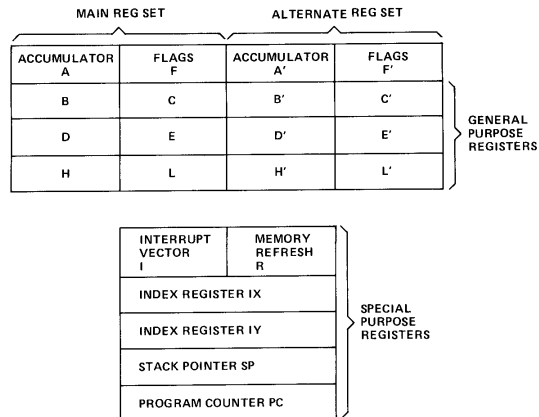 MAIN REG SET ALTERNATE REG SET
ACCUMULATOR FLAGS ACCUMULATOR FLAGS
A F A′ F′
B C B′ C′
D E D′ E′
H L H′ L′
GENERAL
PURPOSE
REGISTERS
INTERRUPT MEMORY
VECTOR REFRESH
I R
INDEX REGISTER IX
INDEX REGISTER IY
STACK POINTER SP
PROGRAM COUNTER PC
SPECIAL
PURPOSE
REGISTERS